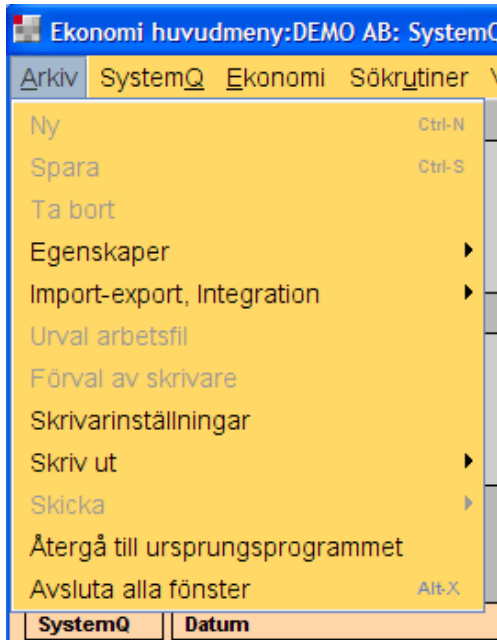 Ekonomi huvudmeny:DEMO AB: System
Arkiv SystemQ Ekonomi Sökrutiner
Ny Ctrl-N
Spara Ctrl-S
Ta bort
Egenskaper
Import-export, Integration
Urval arbetsfil
Förval av skrivare
Skrivarinställningar
Skriv ut
Skicka
Återgå till ursprungsprogrammet
Avsluta alla fönster Alt-X
SystemQ Datum